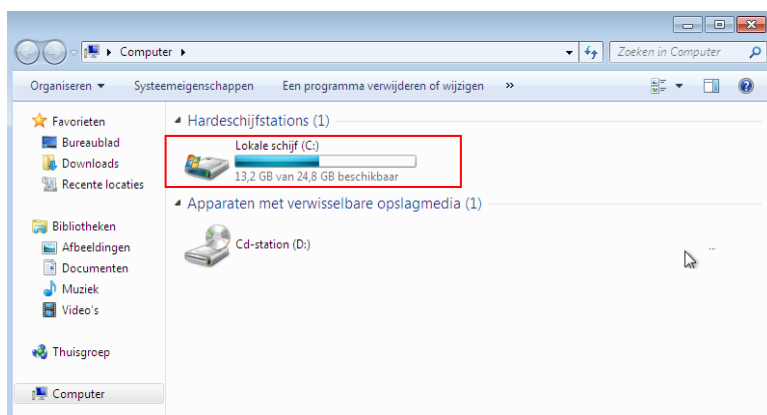 Computer
Zoeken in Computer
Organiseren
Systeemeigenschappen
Een programma verwijderen of wijzigen
»
Favorieten
Bureaublad
Downloads
Recente locaties
Bibliotheken
Afbeeldingen
Documenten
Muziek
Video's
Thuisgroep
Computer
Hardeschijfstations (1)
Lokale schijf (C:)
13,2 GB van 24,8 GB beschikbaar
Apparaten met verwisselbare opslagmedia (1)
Cd-station (D:)
...